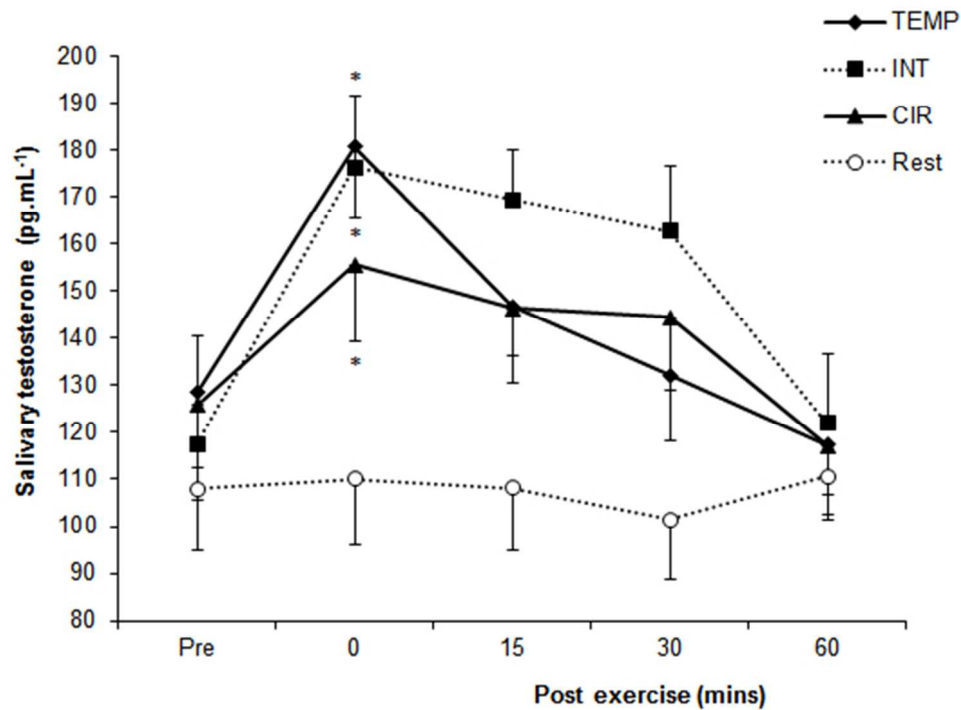 TEMP
INT
CIR
Rest
200
190
180
170
160
150
140
130
120
110
100
90
80
Salivary testosterone (pg.mL⁻¹)
*
*
*
Pre 0 15 30 60
Post exercise (mins)